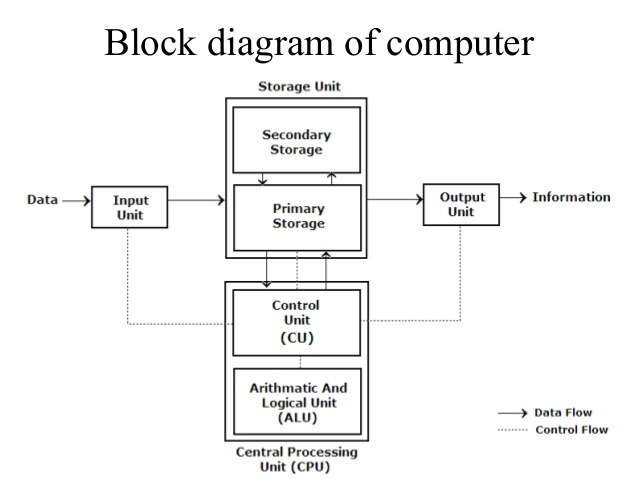 Block diagram of computer
Storage Unit
Secondary
Storage
Data
Input
Unit
Primary
Storage
Output
Unit
Information
Control
Unit
(CU)
Arithmatic And
Logical Unit
(ALU)
Central Processing
Unit (CPU)
Data Flow
Control Flow